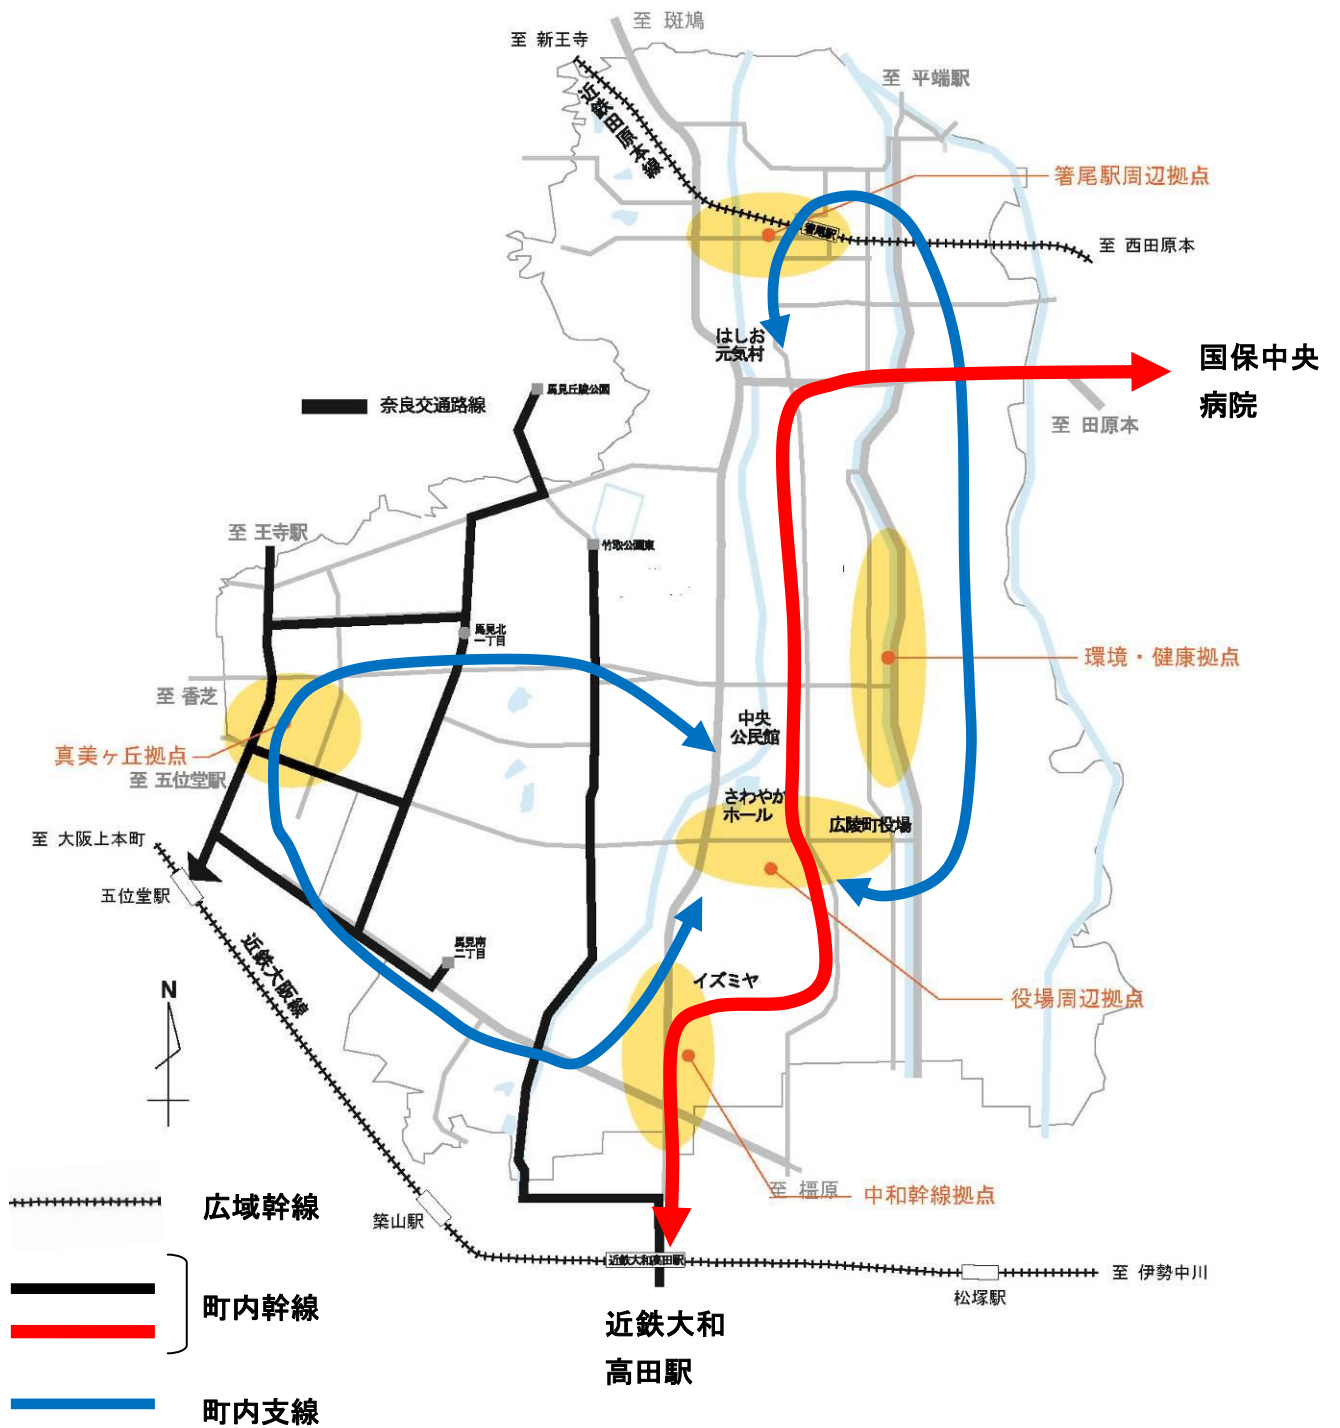 至 斑鳩
至 新王寺
近鉄田原本線
至 平端駅
箸尾駅周辺拠点
箸尾駅
至 西田原本
はしお
元気村
国保中央
病院
馬見丘陵公園
奈良交通路線
至 田原本
至 王寺駅
竹取公園東
馬見北
一丁目
環境・健康拠点
至 香芝
中央
公民館
真美ヶ丘拠点
至 五位堂駅
さわやか
ホール
広陵町役場
至 大阪上本町
五位堂駅
近鉄大阪線
馬見南
二丁目
イズミヤ
役場周辺拠点
N
至 橿原
中和幹線拠点
広域幹線
築山駅
近鉄大和高田駅
至 伊勢中川
松塚駅
町内幹線
近鉄大和
高田駅
町内支線